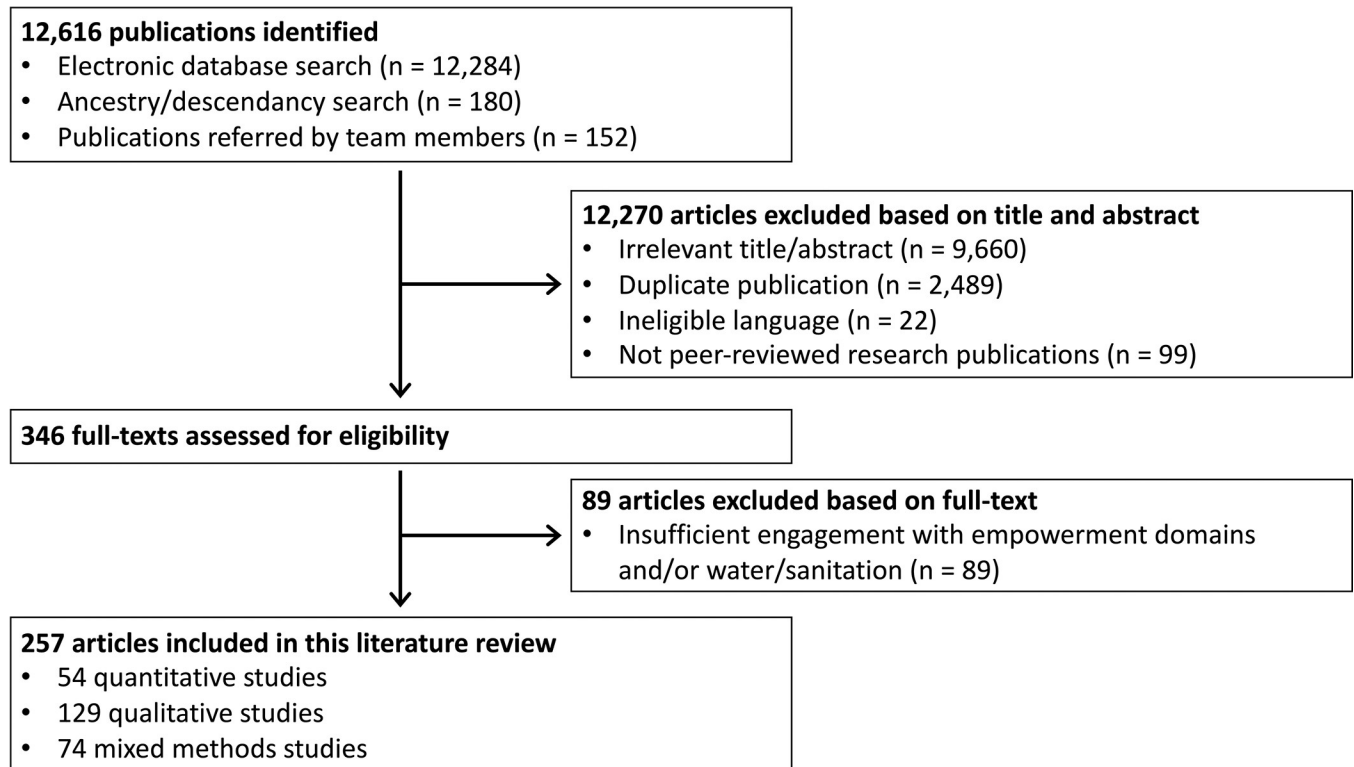 12,616 publications identified
• Electronic database search (n = 12,284)
• Ancestry/descendancy search (n = 180)
• Publications referred by team members (n = 152)
12,270 articles excluded based on title and abstract
• Irrelevant title/abstract (n = 9,660)
• Duplicate publication (n = 2,489)
• Ineligible language (n = 22)
• Not peer-reviewed research publications (n = 99)
346 full-texts assessed for eligibility
89 articles excluded based on full-text
• Insufficient engagement with empowerment domains
and/or water/sanitation (n = 89)
257 articles included in this literature review
• 54 quantitative studies
• 129 qualitative studies
• 74 mixed methods studies